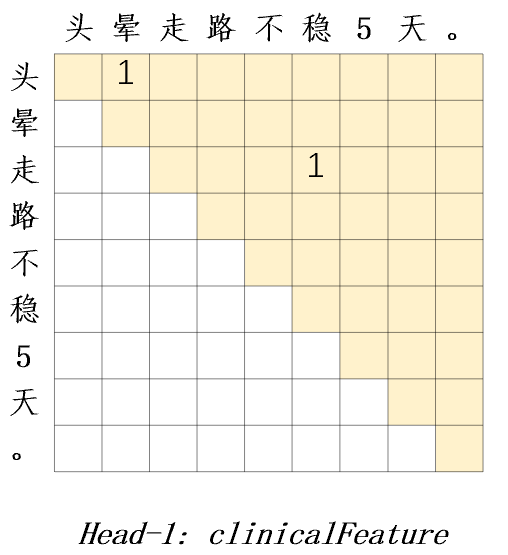 头晕走路不稳5天。
头 1
晕
走 1
路
不
稳
5
天
。
Head-1: clinicalFeature